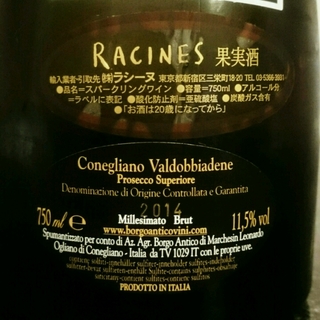 RACINES 果実酒
輸入業者・引取先 ㈱ラシーヌ 東京都新宿区三栄町18-20 TEL 03-5366-3931
●品名=スパークリングワイン ●容量=750ml ●アルコール分
=ラベルに表記 ●酸化防止剤=亜硫酸塩 ●炭酸ガス含有
●「お酒は20歳になってから」
Conegliano Valdobbiadene
Prosecco Superiore
Denominazione di Origine Controllata e Garantita
2014
750 ml e Millesimato Brut 11,5% vol
www.borgoanticovini.com
Spumantizzato per conto di Az. Agr. Borgo Antico di Marchesin Leonardo
Ogliano di Conegliano - Italia da TV 1029 IT con le proprie uve.
PRODOTTO IN ITALIA